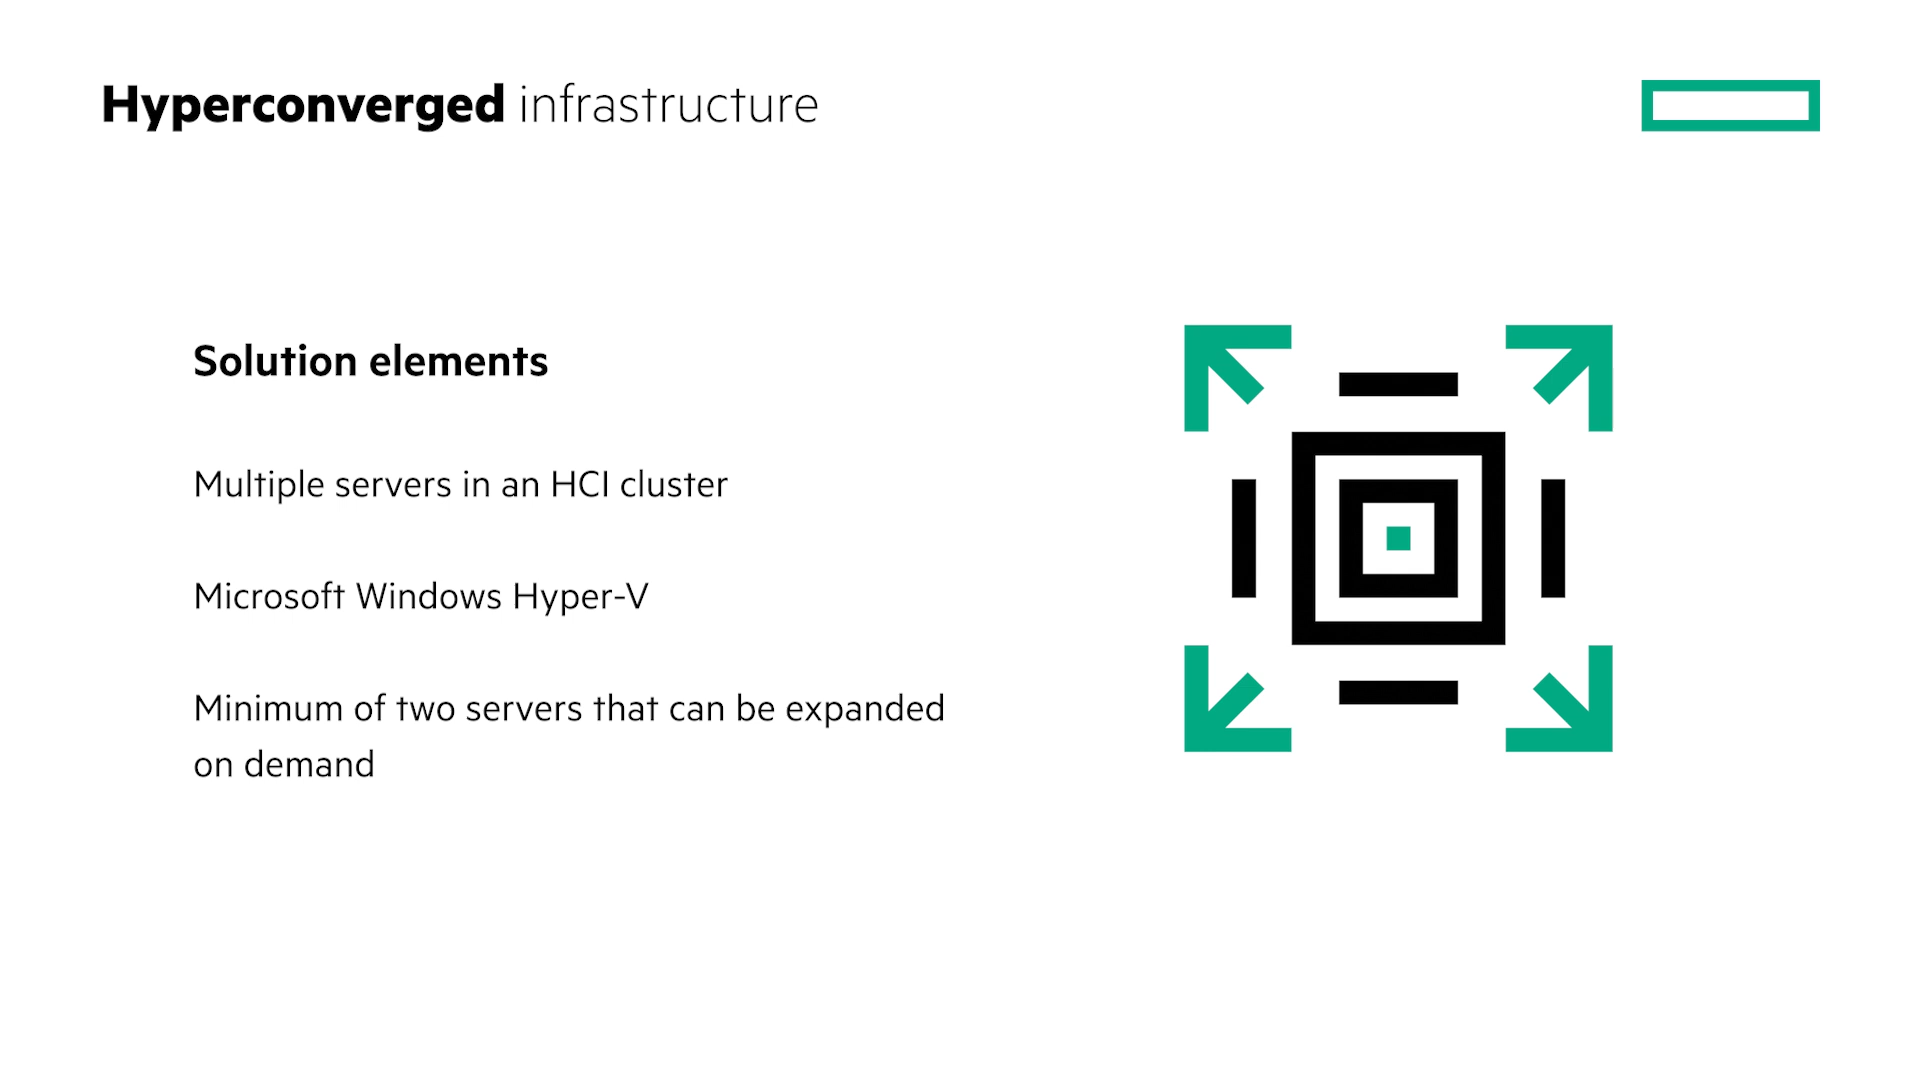 Hyperconverged infrastructure
Solution elements
Multiple servers in an HCI cluster
Microsoft Windows Hyper-V
Minimum of two servers that can be expanded
on demand